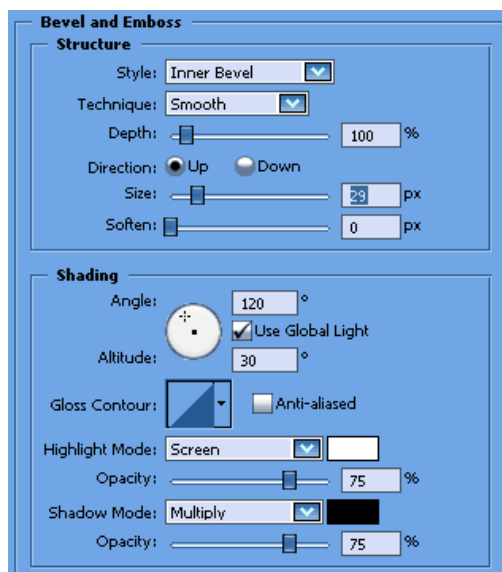 Bevel and Emboss
Structure
Style: Inner Bevel
Technique: Smooth
Depth: 100 %
Direction: Up Down
Size: 29 px
Soften: 0 px
Shading
Angle: 120 °
Use Global Light
Altitude: 30 °
Gloss Contour: Anti-aliased
Highlight Mode: Screen
Opacity: 75 %
Shadow Mode: Multiply
Opacity: 75 %